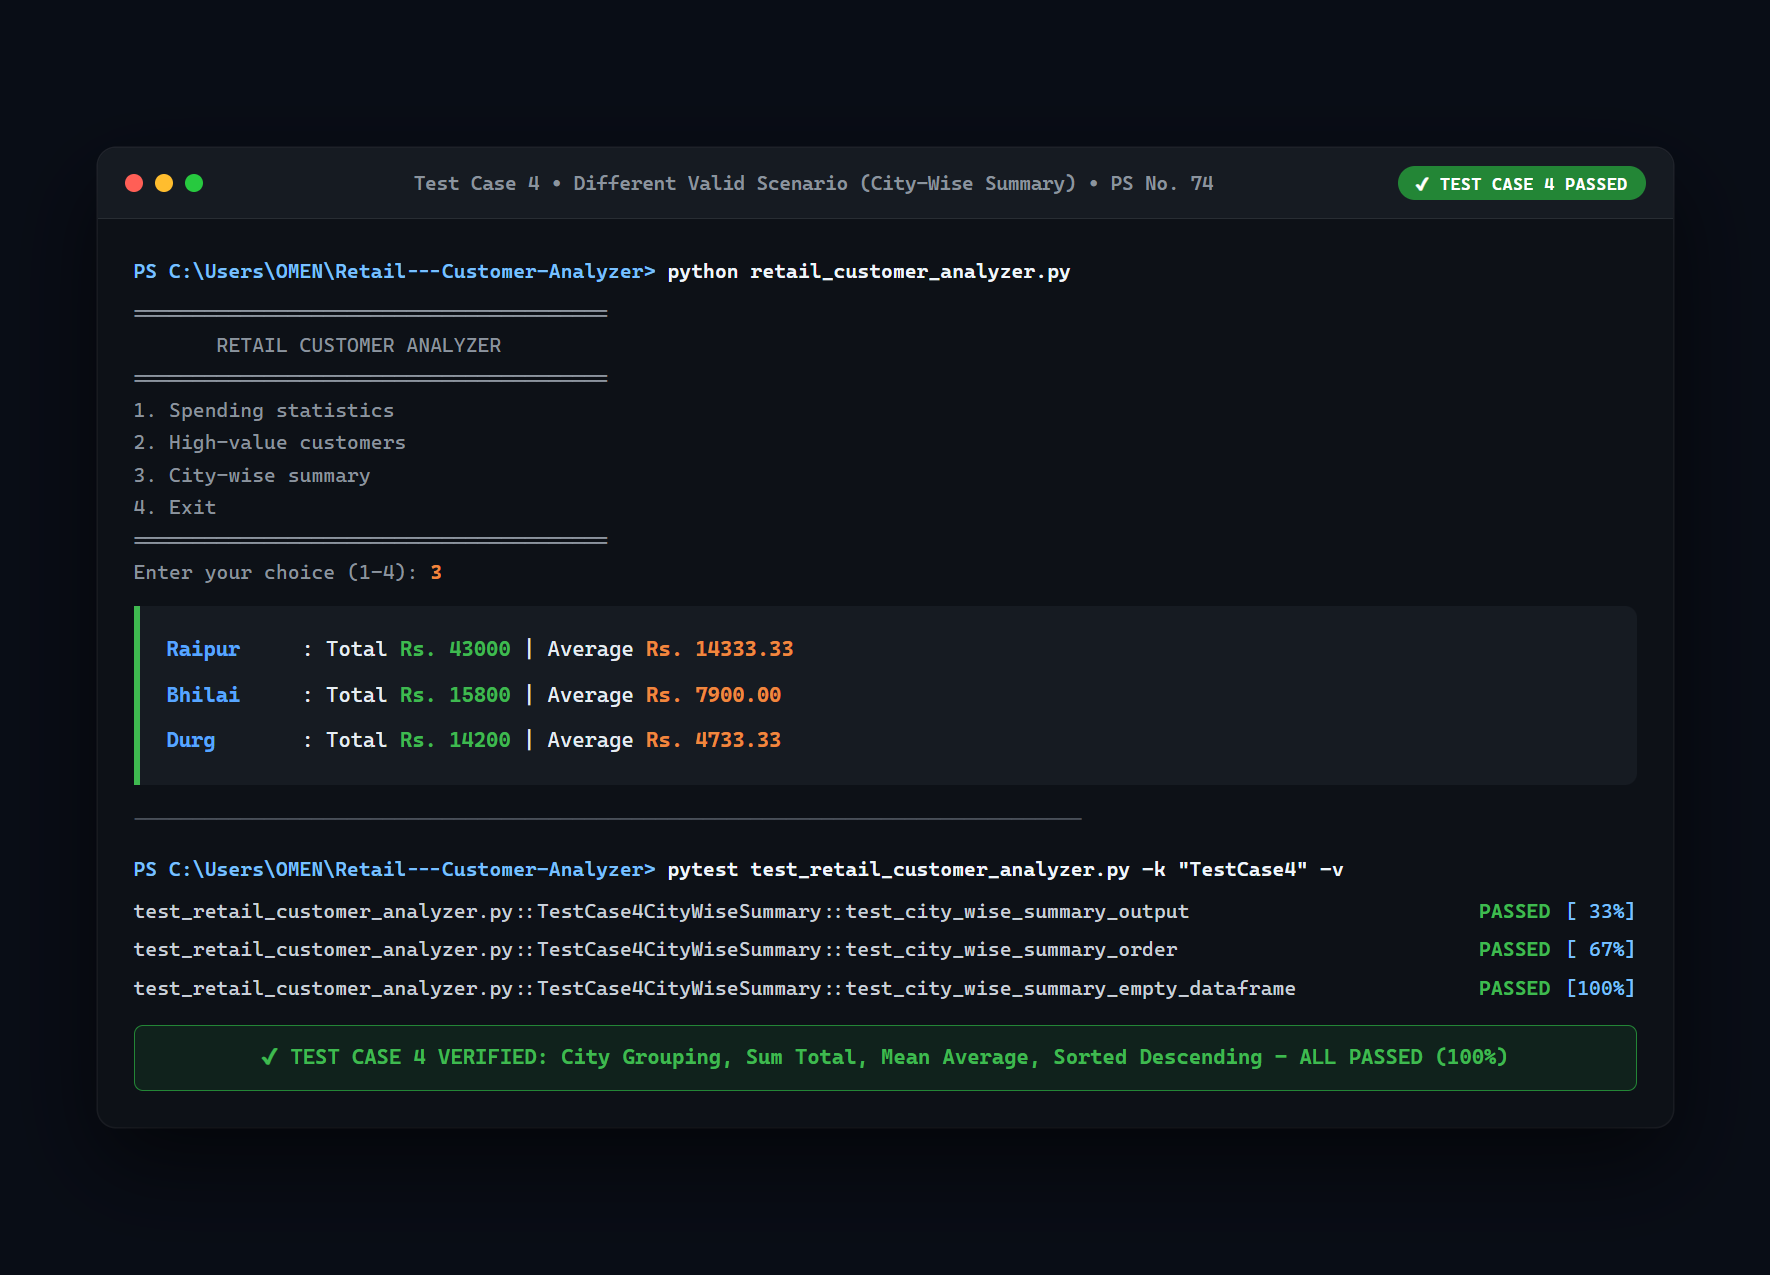 Test Case 4 • Different Valid Scenario (City-Wise Summary) • PS No. 74
✔ TEST CASE 4 PASSED
PS C:\Users\OMEN\Retail---Customer-Analyzer> python retail_customer_analyzer.py
========================================
RETAIL CUSTOMER ANALYZER
========================================
1. Spending statistics
2. High-value customers
3. City-wise summary
4. Exit
========================================
Enter your choice (1-4): 3
Raipur : Total Rs. 43000 | Average Rs. 14333.33
Bhilai : Total Rs. 15800 | Average Rs. 7900.00
Durg : Total Rs. 14200 | Average Rs. 4733.33
PS C:\Users\OMEN\Retail---Customer-Analyzer> pytest test_retail_customer_analyzer.py -k "TestCase4" -v
test_retail_customer_analyzer.py::TestCase4CityWiseSummary::test_city_wise_summary_output PASSED [ 33%]
test_retail_customer_analyzer.py::TestCase4CityWiseSummary::test_city_wise_summary_order PASSED [ 67%]
test_retail_customer_analyzer.py::TestCase4CityWiseSummary::test_city_wise_summary_empty_dataframe PASSED [100%]
✔ TEST CASE 4 VERIFIED: City Grouping, Sum Total, Mean Average, Sorted Descending — ALL PASSED (100%)